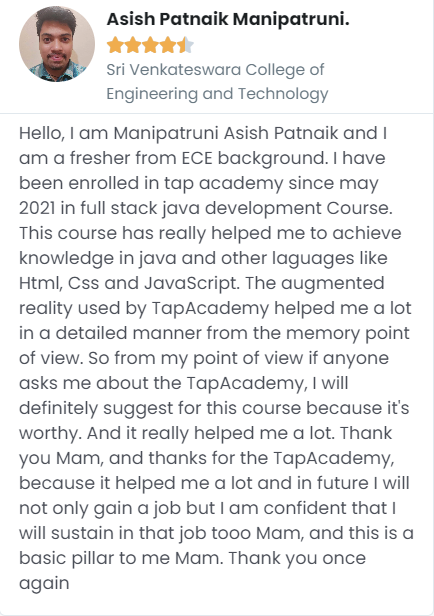 Asish Patnaik Manipatruni.
Sri Venkateswara College of
Engineering and Technology
Hello, I am Manipatruni Asish Patnaik and I
am a fresher from ECE background. I have
been enrolled in tap academy since may
2021 in full stack java development Course.
This course has really helped me to achieve
knowledge in java and other laguages like
Html, Css and JavaScript. The augmented
reality used by TapAcademy helped me a lot
in a detailed manner from the memory point
of view. So from my point of view if anyone
asks me about the TapAcademy, I will
definitely suggest for this course because it's
worthy. And it really helped me a lot. Thank
you Mam, and thanks for the TapAcademy,
because it helped me a lot and in future I will
not only gain a job but I am confident that I
will sustain in that job tooo Mam, and this is a
basic pillar to me Mam. Thank you once
again